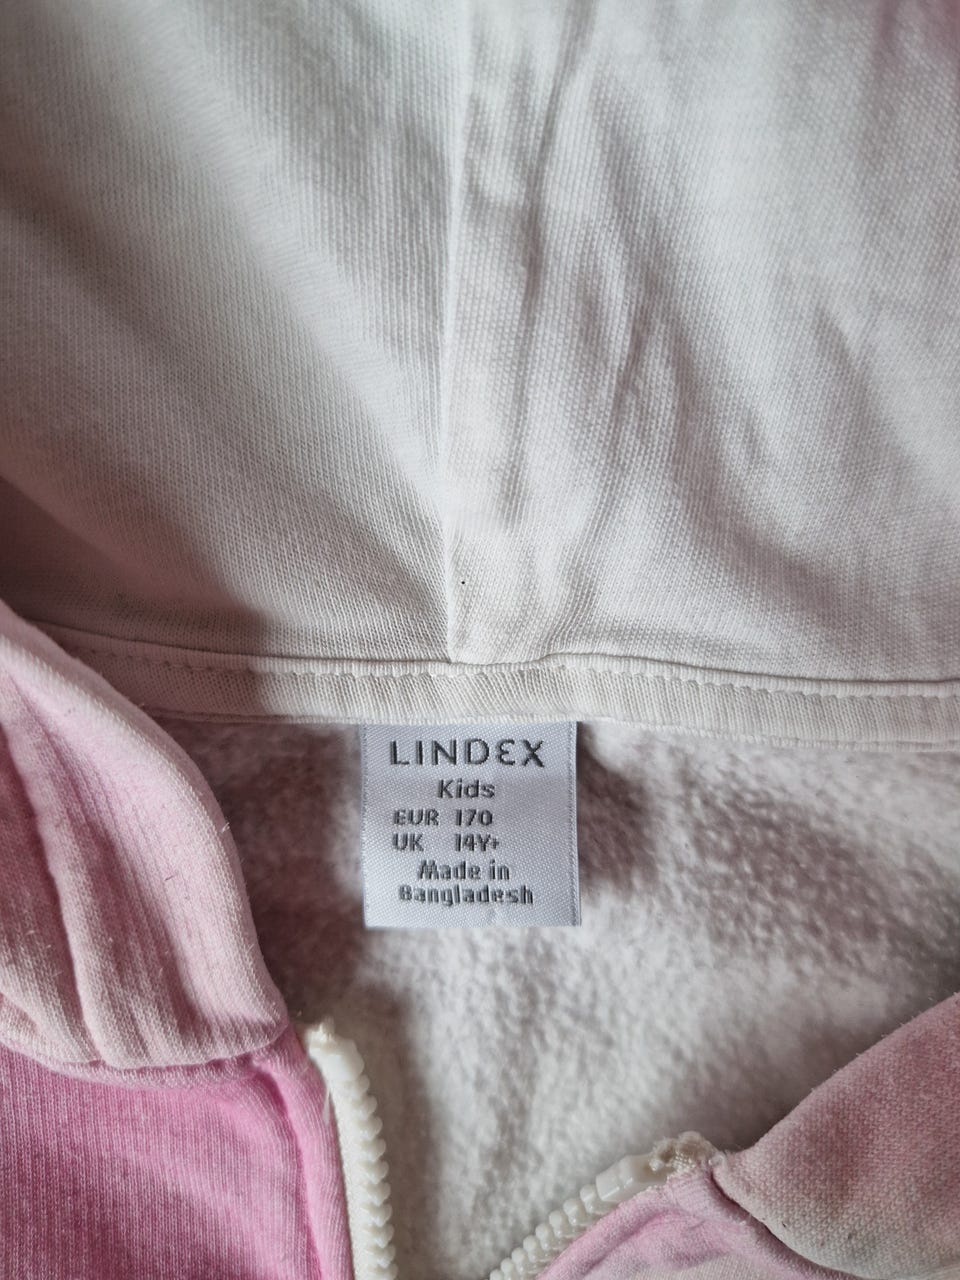 LINDEX
Kids
EUR 170
UK 14Y+
Made in
Bangladesh